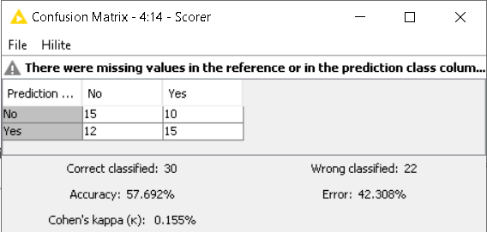 Confusion Matrix - 4:14 - Scorer
File Hilite
There were missing values in the reference or in the prediction class colum...
Prediction ... No Yes
No 15 10
Yes 12 15
Correct classified: 30 Wrong classified: 22
Accuracy: 57.692% Error: 42.308%
Cohen's kappa (κ): 0.155%